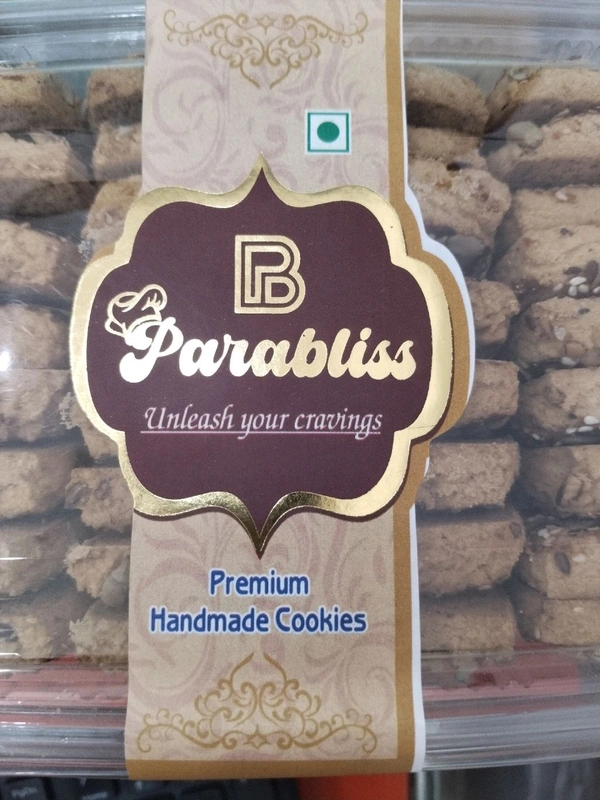 PB
Parabliss
Unleash your cravings
Premium
Handmade Cookies